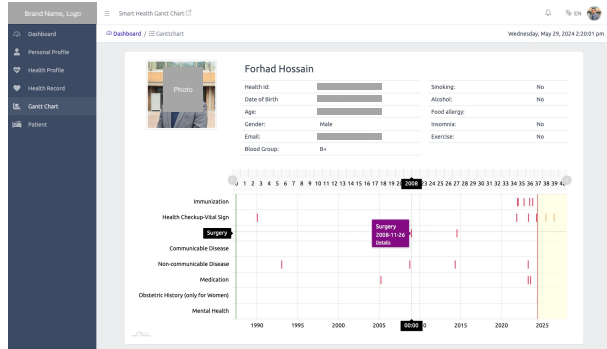 Brand Name, Logo
Smart Health Gantt Chart
EN
Dashboard
Personal Profile
Health Profile
Health Record
Gantt Chart
Patient
Dashboard / Ganttchart
Wednesday, May 29, 2024 2:20:01 pm
Photo
Forhad Hossain
Health Id:
Date of Birth
Age:
Gender: Male
Email:
Blood Group: B+
Smoking: No
Alcohol: No
Food allergy:
Insomnia: No
Exercise: No
0 1 2 3 4 5 6 7 8 9 10 11 12 13 14 15 16 17 18 19 2008 23 24 25 26 27 28 29 30 31 32 33 34 35 36 37 38 39
Immunization
Health Checkup-Vital Sign
Surgery
Communicable Disease
Non-communicable Disease
Medication
Obstetric History (only for Women)
Mental Health
Surgery
2008-11-26
Details
1990 1995 2000 2005 00:00 2015 2020 2025